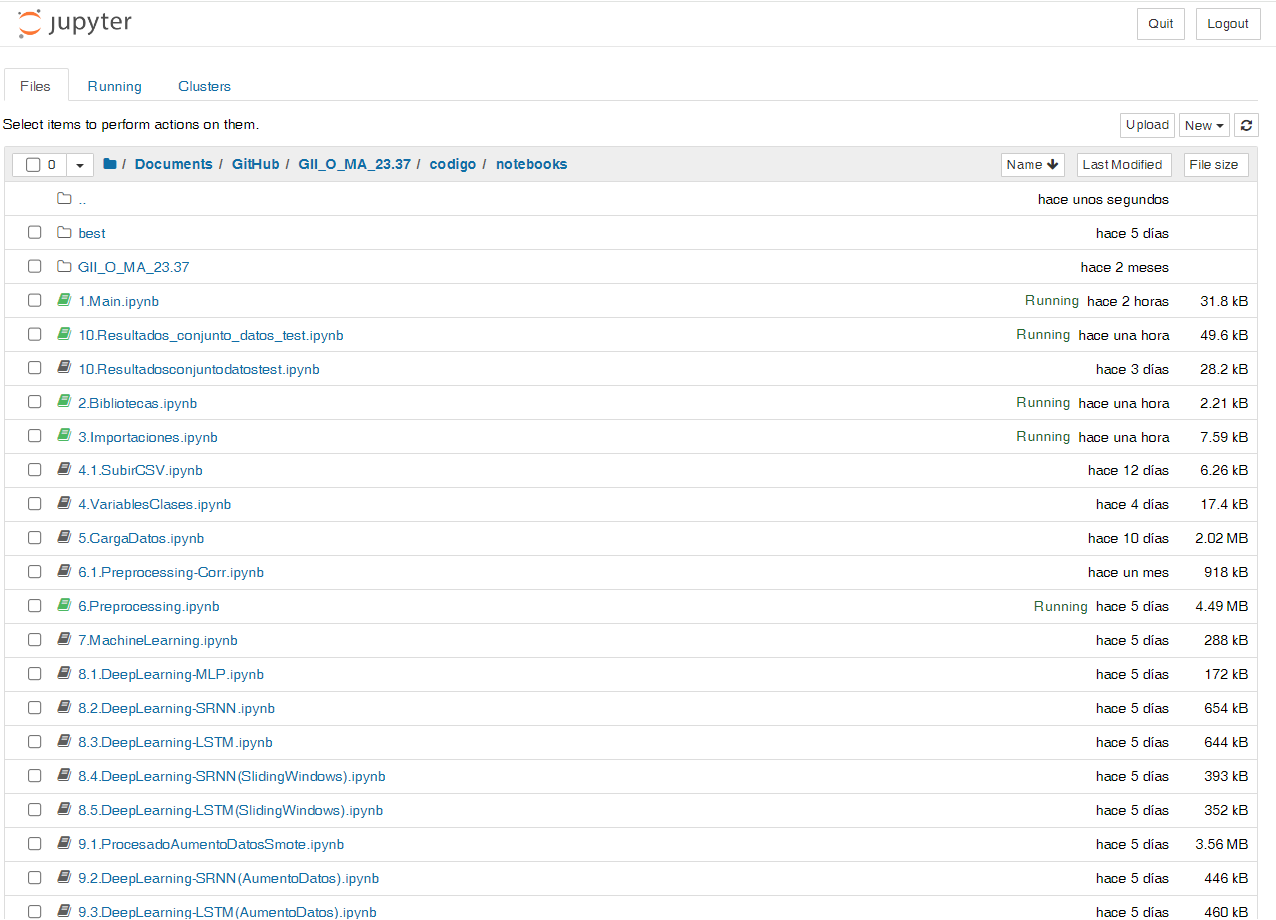 jupyter Quit Logout
Files Running Clusters
Select items to perform actions on them. Upload New
0 / Documents / GitHub / GII_O_MA_23.37 / codigo / notebooks Name Last Modified File size
.. hace unos segundos
best hace 5 días
GII_O_MA_23.37 hace 2 meses
1.Main.ipynb Running hace 2 horas 31.8 kB
10.Resultados_conjunto_datos_test.ipynb Running hace una hora 49.6 kB
10.Resultadosconjuntodatostest.ipynb hace 3 días 28.2 kB
2.Bibliotecas.ipynb Running hace una hora 2.21 kB
3.Importaciones.ipynb Running hace una hora 7.59 kB
4.1.SubirCSV.ipynb hace 12 días 6.26 kB
4.VariablesClases.ipynb hace 4 días 17.4 kB
5.CargaDatos.ipynb hace 10 días 2.02 MB
6.1.Preprocessing-Corr.ipynb hace un mes 918 kB
6.Preprocessing.ipynb Running hace 5 días 4.49 MB
7.MachineLearning.ipynb hace 5 días 288 kB
8.1.DeepLearning-MLP.ipynb hace 5 días 172 kB
8.2.DeepLearning-SRNN.ipynb hace 5 días 654 kB
8.3.DeepLearning-LSTM.ipynb hace 5 días 644 kB
8.4.DeepLearning-SRNN(SlidingWindows).ipynb hace 5 días 393 kB
8.5.DeepLearning-LSTM(SlidingWindows).ipynb hace 5 días 352 kB
9.1.ProcesadoAumentoDatosSmote.ipynb hace 5 días 3.56 MB
9.2.DeepLearning-SRNN(AumentoDatos).ipynb hace 5 días 446 kB
9.3.DeepLearning-LSTM(AumentoDatos).ipynb hace 5 días 460 kB